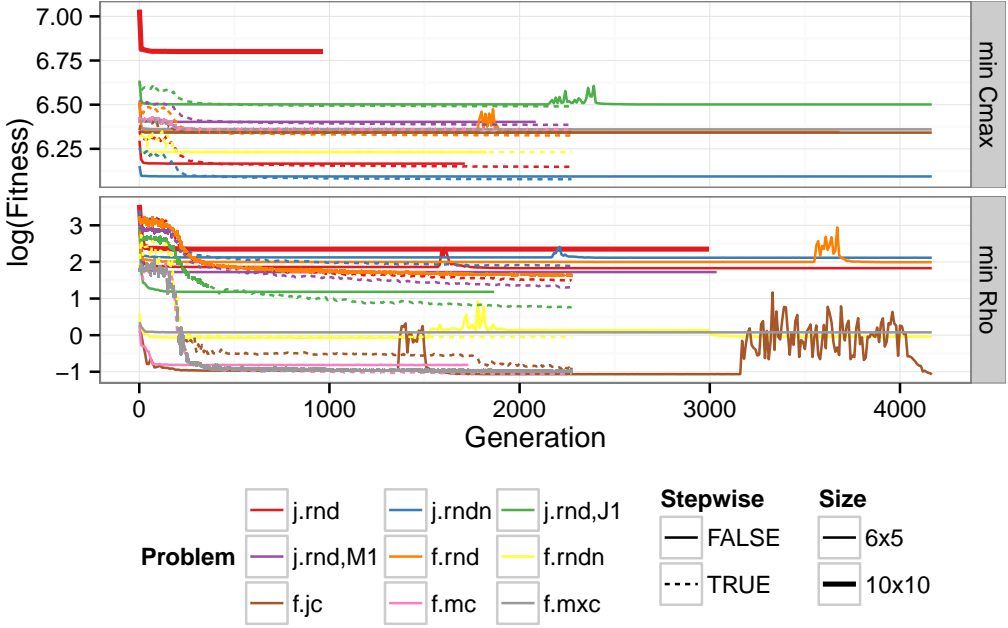 7.00
6.75
6.50
6.25
min Cmax
log(Fitness)
3
2
1
0
−1
min Rho
0
1000
2000
3000
4000
Generation
Problem
j.rnd
j.rndn
j.rnd,J1
j.rnd,M1
f.rnd
f.rndn
f.jc
f.mc
f.mxc
Stepwise
FALSE
TRUE
Size
6x5
10x10